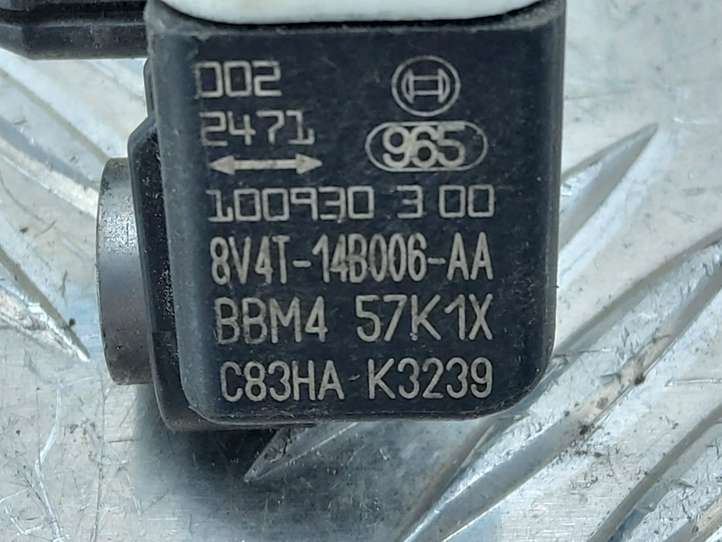 002
2471
965
100930 3 00
8V4T-14B006-AA
BBM4 57K1X
C83HA K3239